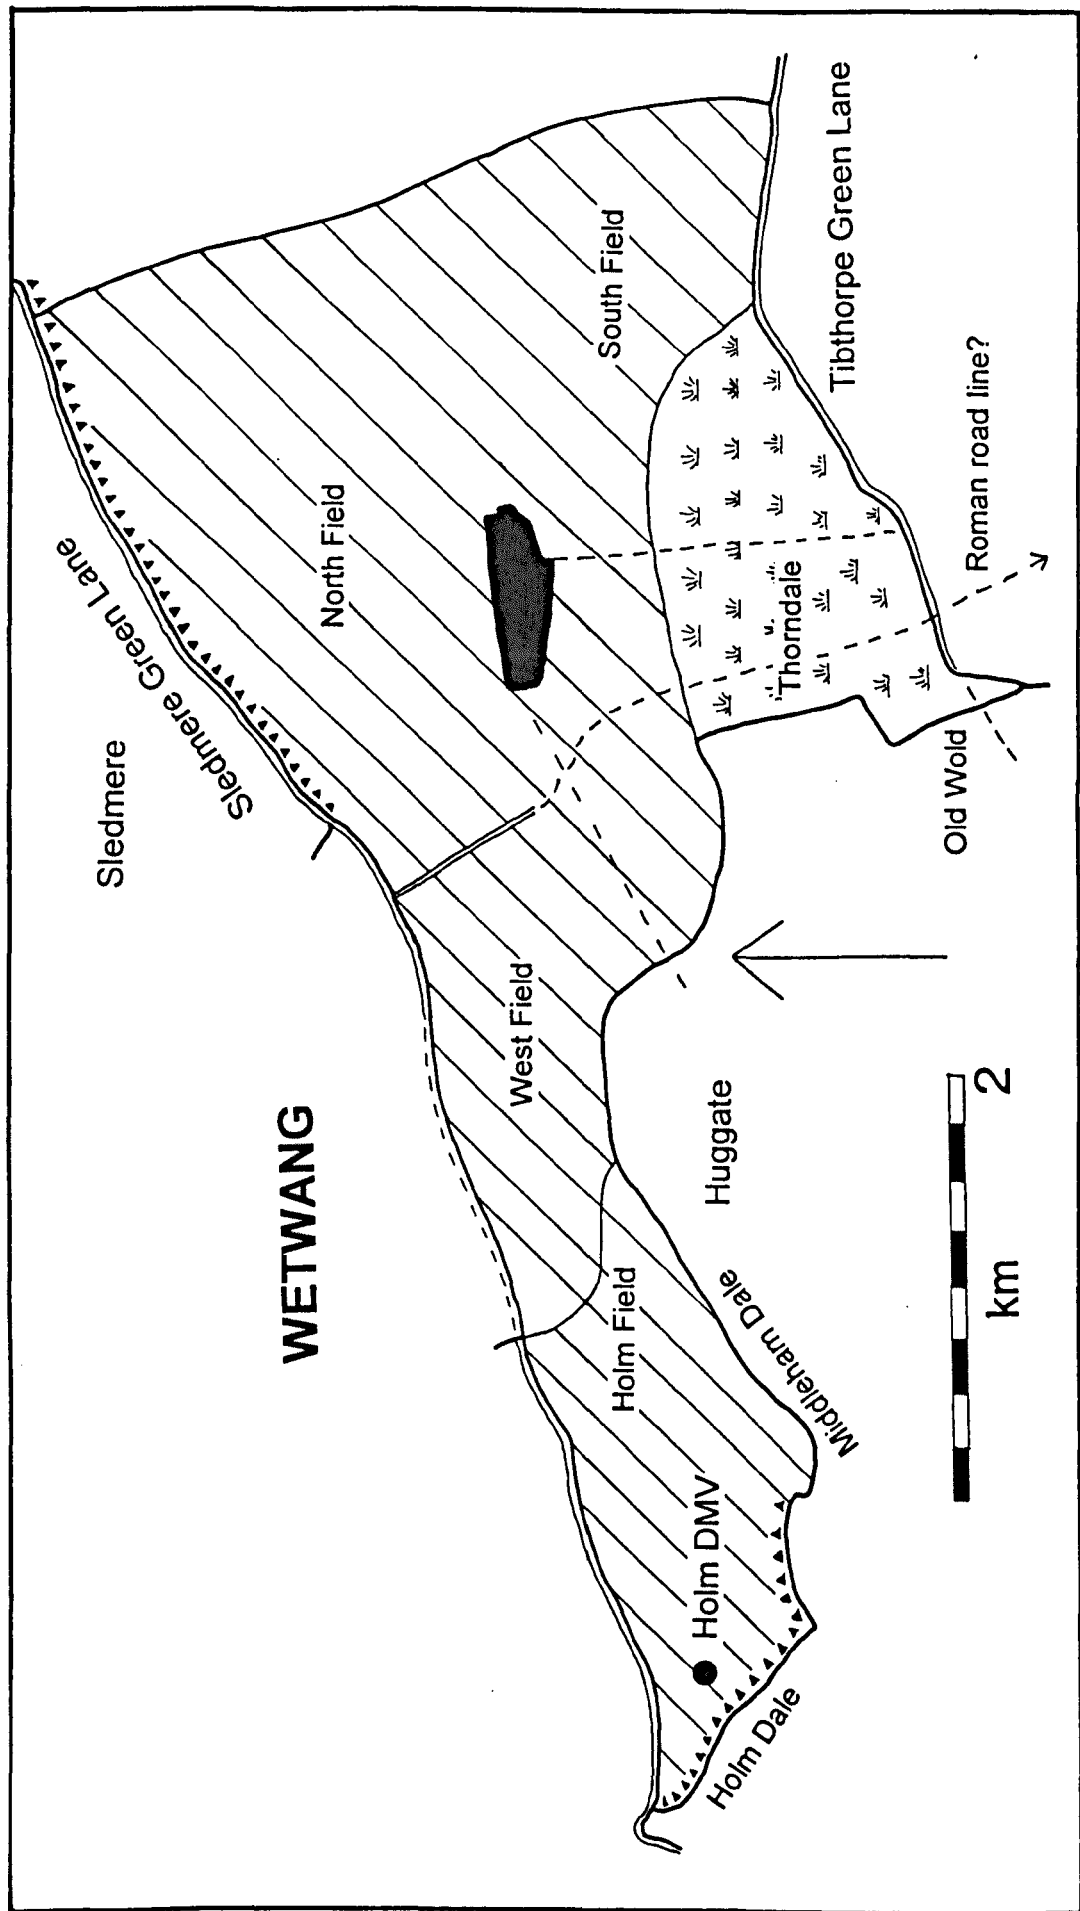 WETWANG
Sledmere
Sledmere Green Lane
North Field
South Field
West Field
Holm Field
Holm DMV
Holm Dale
Middleham Dale
Huggate
Thorndale
Tibthorpe Green Lane
Roman road line?
Old Wold
2
km